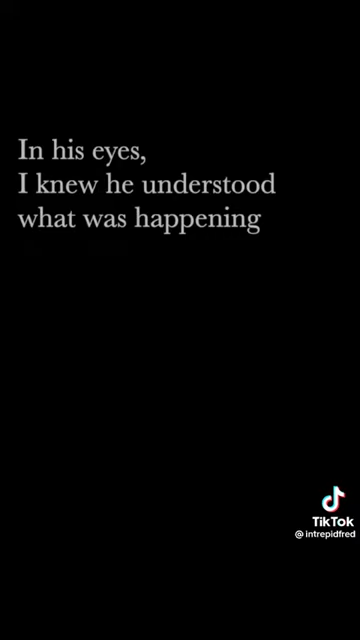 In his eyes,
I knew he understood
what was happening
TikTok
@ intrepidfred